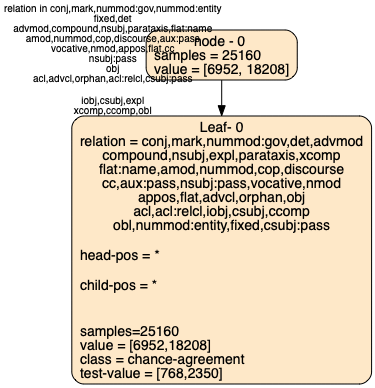 relation in conj,mark,nummod:gov,nummod:entity
fixed,det
advmod,compound,nsubj,parataxis,flat:name
amod,nummod,cop,discourse,aux:pass
vocative,nmod,appos,flat,cc
nsubj:pass
obj
acl,advcl,orphan,acl:relcl,csubj:pass
iobj,csubj,expl
xcomp,ccomp,obl
node - 0
samples = 25160
value = [6952, 18208]
Leaf- 0
relation = conj,mark,nummod:gov,det,advmod
compound,nsubj,expl,parataxis,xcomp
flat:name,amod,nummod,cop,discourse
cc,aux:pass,nsubj:pass,vocative,nmod
appos,flat,advcl,orphan,obj
acl,acl:relcl,iobj,csubj,ccomp
obl,nummod:entity,fixed,csubj:pass
head-pos = *
child-pos = *
samples=25160
value = [6952,18208]
class = chance-agreement
test-value = [768,2350]